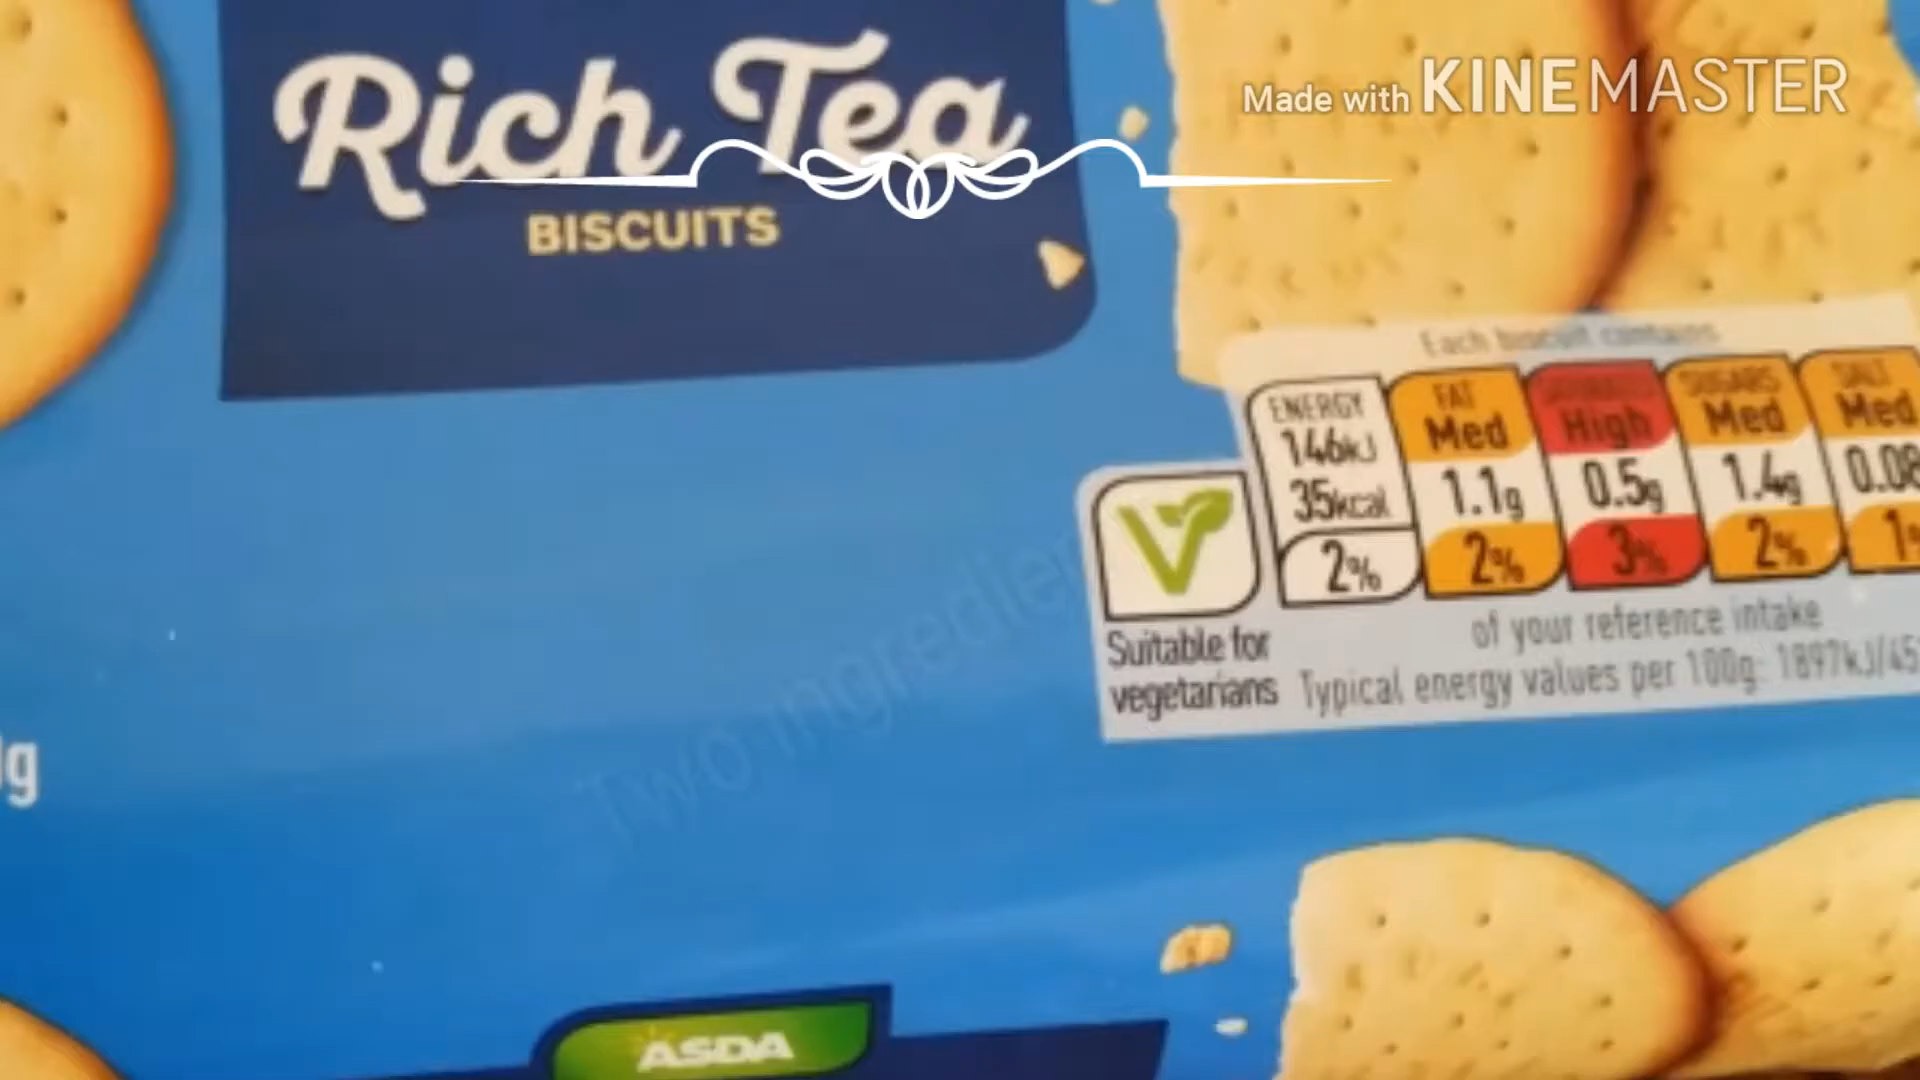 Rich Tea
BISCUITS
Made with KINEMASTER
Each biscuit contains
ENERGY
146kJ
35kcal
2%
FAT
Med
1.1g
2%
High
0.5g
3%
SUGARS
Med
1.4g
2%
SALT
Med
0.08
1%
Suitable for
vegetarians
of your reference intake
Typical energy values per 100g: 1897kJ/45
Two ingredien
g
ASDA